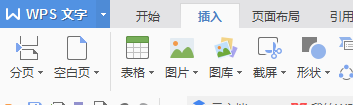 WPS 文字 开始 插入 页面布局 引用
分页 空白页 表格 图片 图库 截屏 形状